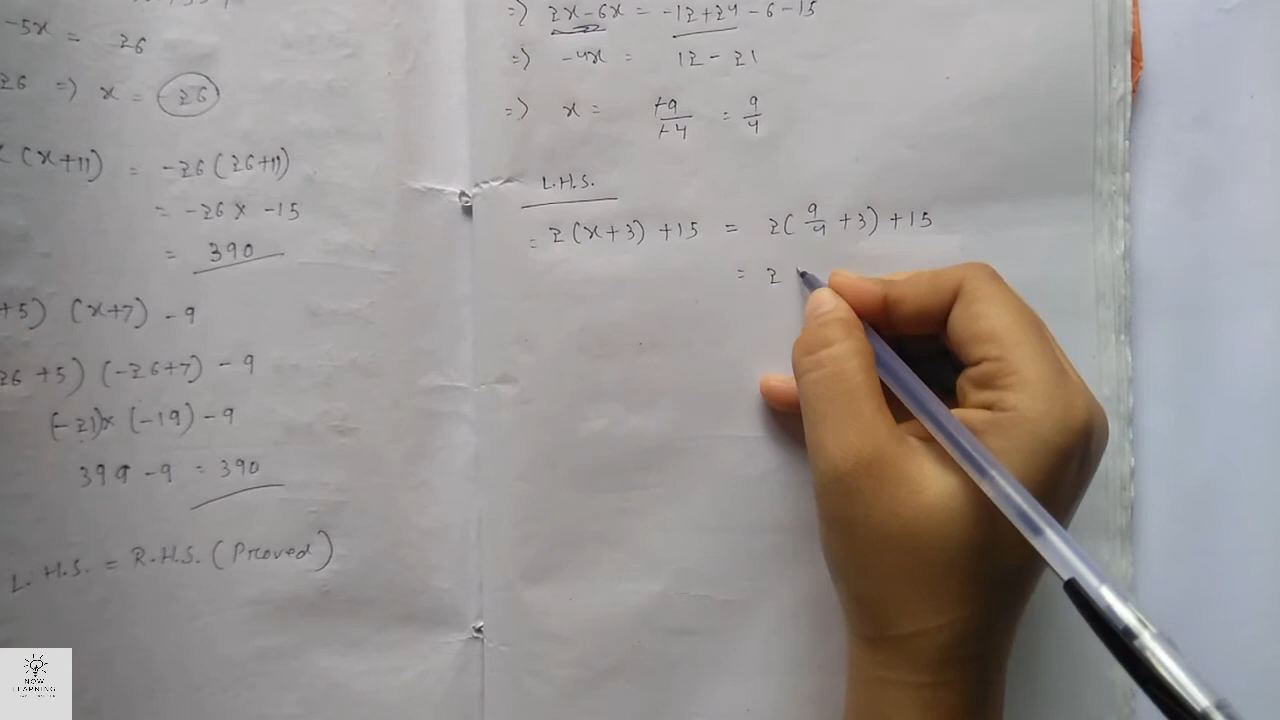 -5x = 26
26 => x = -26
(x+11) = -26(26+11)
= -26 x -15
= 390
+5) (x+7) - 9
26 +5) (-26+7) - 9
(-21)x (-19) - 9
399 - 9 = 390
L.H.S. = R.H.S. (Proved)
=> 2x-6x = -12+24-6-15
=> -4x = 12-21
=> x = +9/+4 = 9/4
L.H.S.
= 2(x+3) +15 = 2(9/4 +3) +15
= 2
NOW
LEARNING